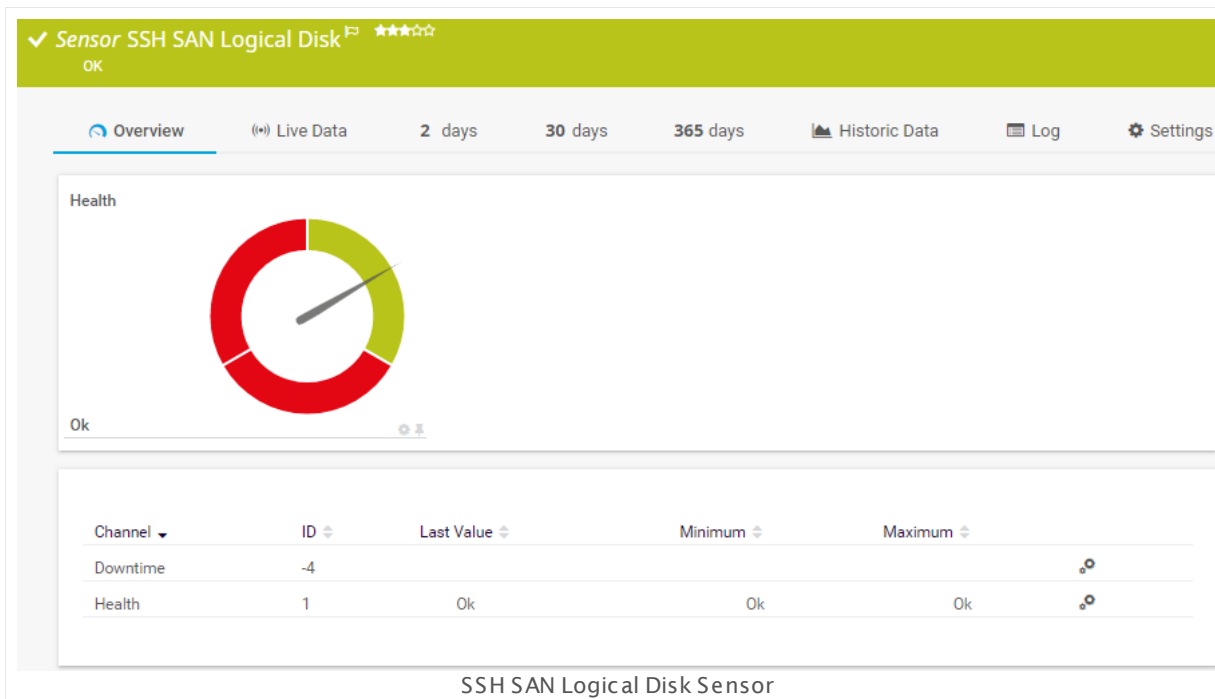 Sensor SSH SAN Logical Disk
OK
Overview Live Data 2 days 30 days 365 days Historic Data Log Settings
Health
Ok
Channel ID Last Value Minimum Maximum
Downtime -4
Health 1 Ok Ok Ok
SSH SAN Logical Disk Sensor